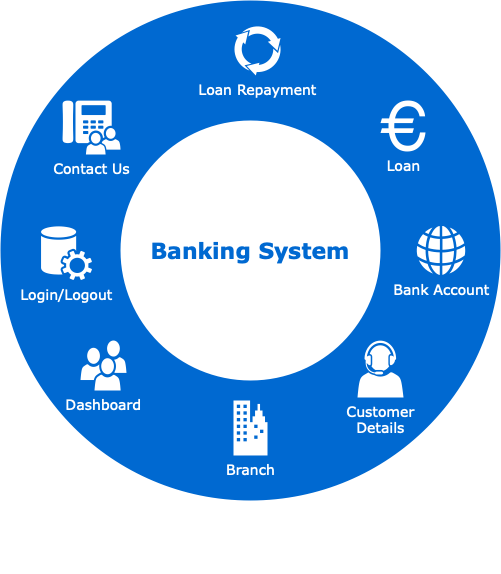 Loan Repayment
Loan
Bank Account
Customer
Details
Branch
Dashboard
Login/Logout
Contact Us
Banking System
€